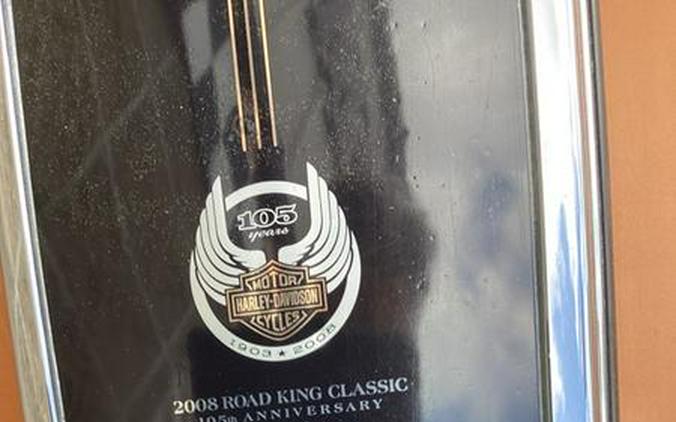 105
years
MOTOR
HARLEY-DAVIDSON
CYCLES
1903 ★ 2008
2008 ROAD KING CLASSIC
105th ANNIVERSARY